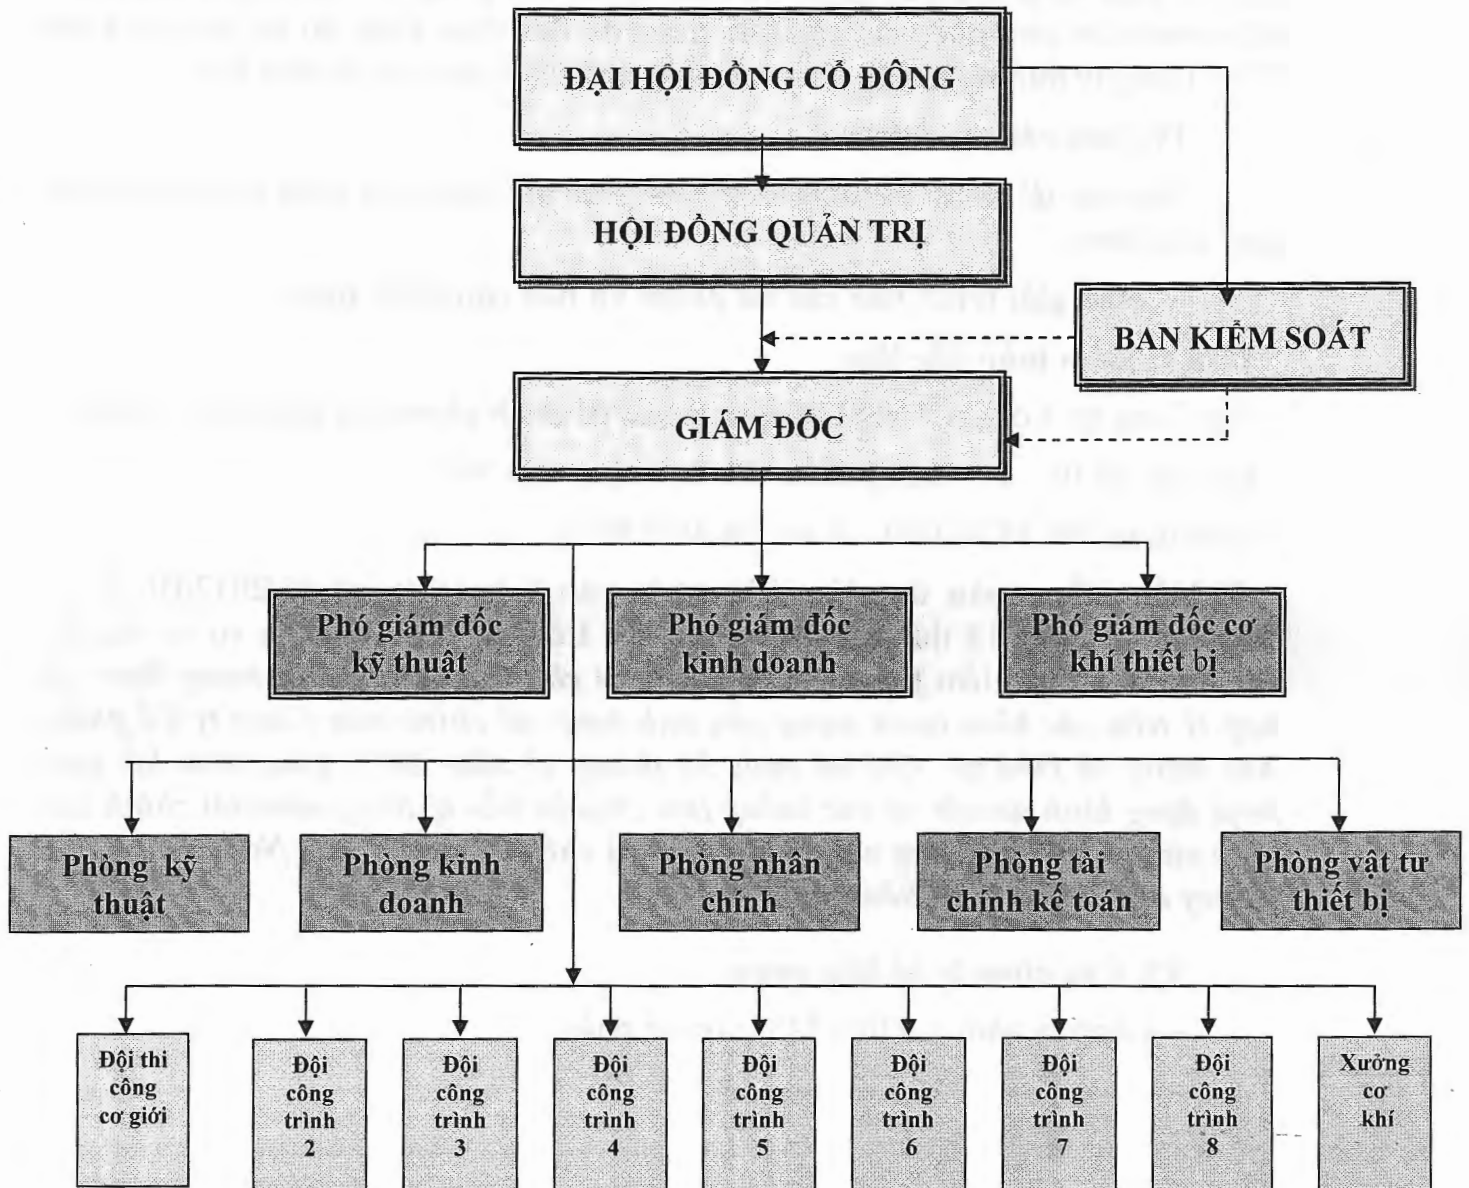 ĐẠI HỘI ĐỒNG CỔ ĐÔNG
HỘI ĐỒNG QUẢN TRỊ
BAN KIỂM SOÁT
GIÁM ĐỐC
Phó giám đốc
kỹ thuật
Phó giám đốc
kinh doanh
Phó giám đốc cơ
khí thiết bị
Phòng kỹ
thuật
Phòng kinh
doanh
Phòng nhân
chính
Phòng tài
chính kế toán
Phòng vật tư
thiết bị
Đội thi
công
cơ giới
Đội
công
trình
2
Đội
công
trình
3
Đội
công
trình
4
Đội
công
trình
5
Đội
công
trình
6
Đội
công
trình
7
Đội
công
trình
8
Xưởng
cơ
khí